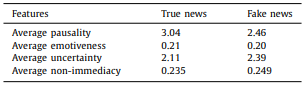 Features True news Fake news
Average pausality 3.04 2.46
Average emotiveness 0.21 0.20
Average uncertainty 2.11 2.39
Average non-immediacy 0.235 0.249